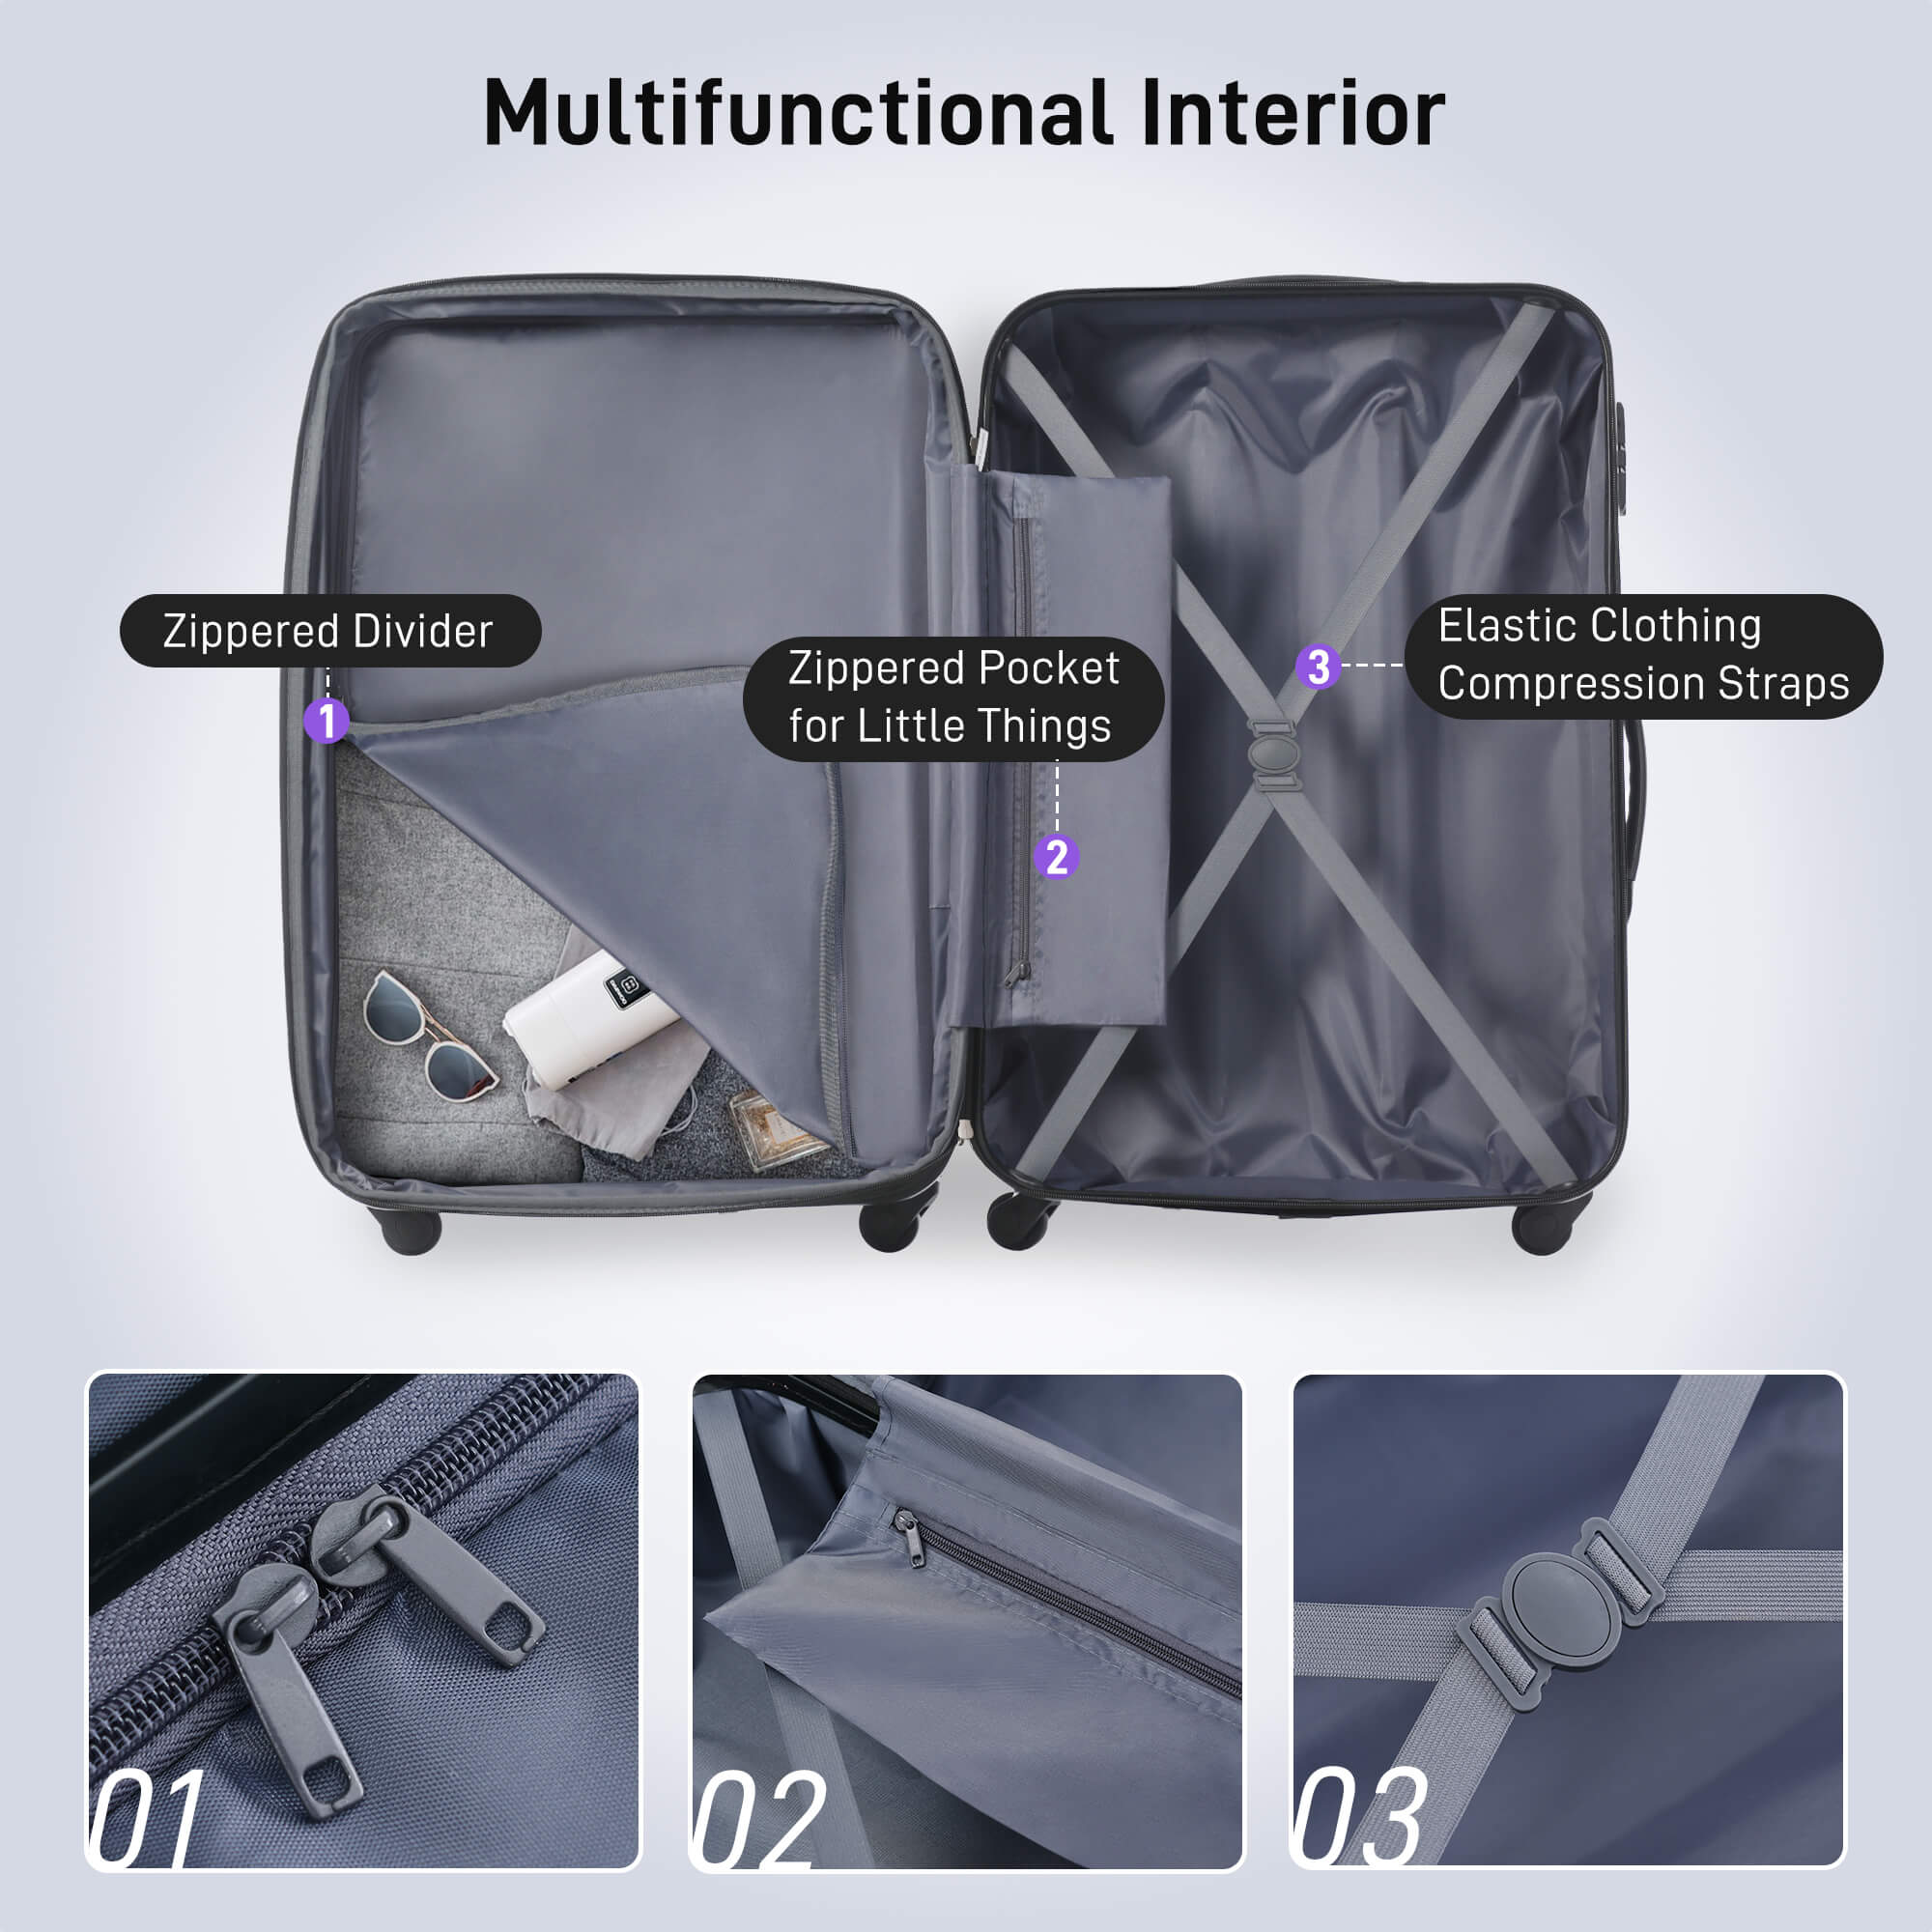 Multifunctional Interior
Zippered Divider
Zippered Pocket
for Little Things
Elastic Clothing
Compression Straps
1
2
3
01
02
03